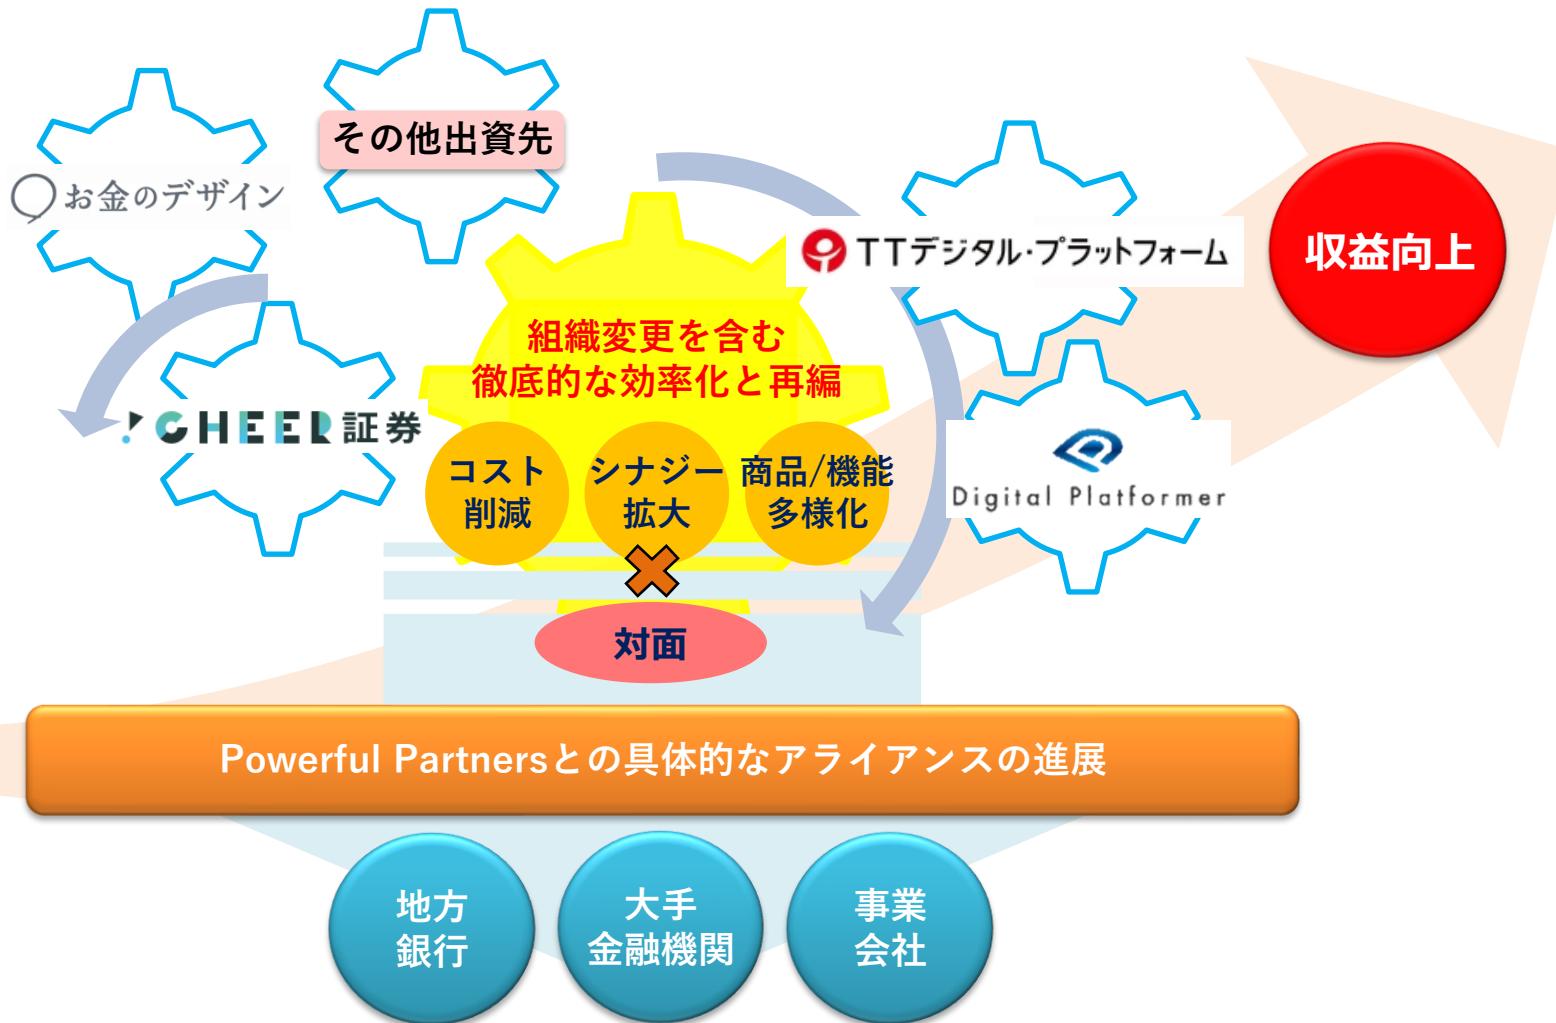 その他出資先
お金のデザイン
TTデジタル・プラットフォーム
収益向上
組織変更を含む
徹底的な効率化と再編
CHEER証券
コスト
削減
シナジー
拡大
商品/機能
多様化
Digital Platformer
対面
Powerful Partnersとの具体的なアライアンスの進展
地方
銀行
大手
金融機関
事業
会社